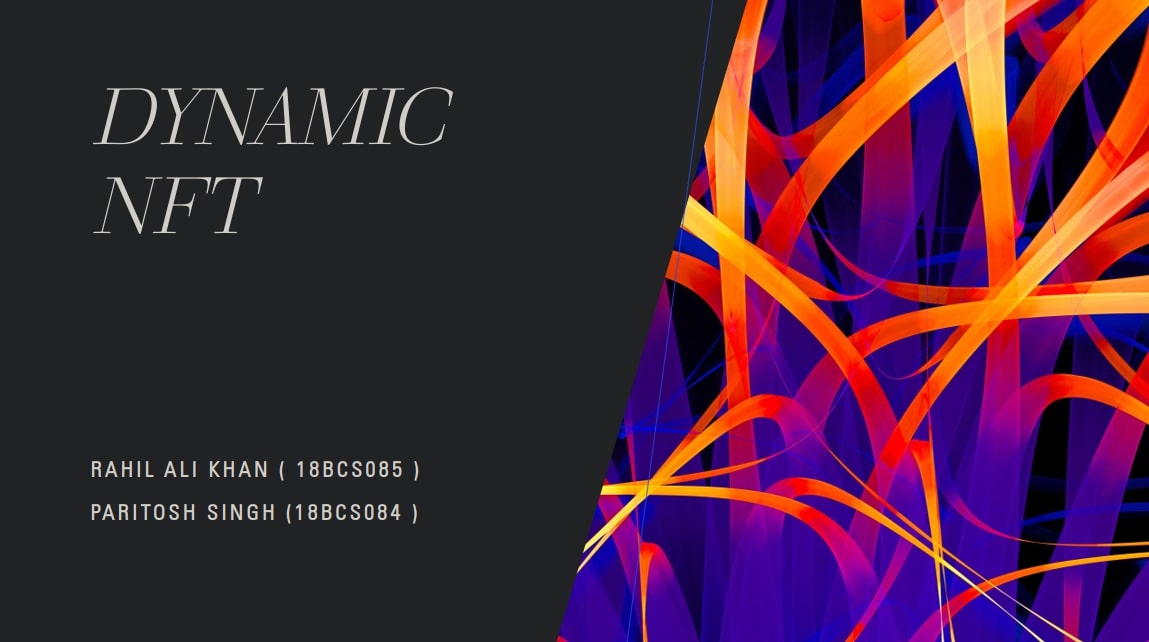 DYNAMIC
NFT
RAHIL ALI KHAN ( 18BCS085 )
PARITOSH SINGH (18BCS084 )